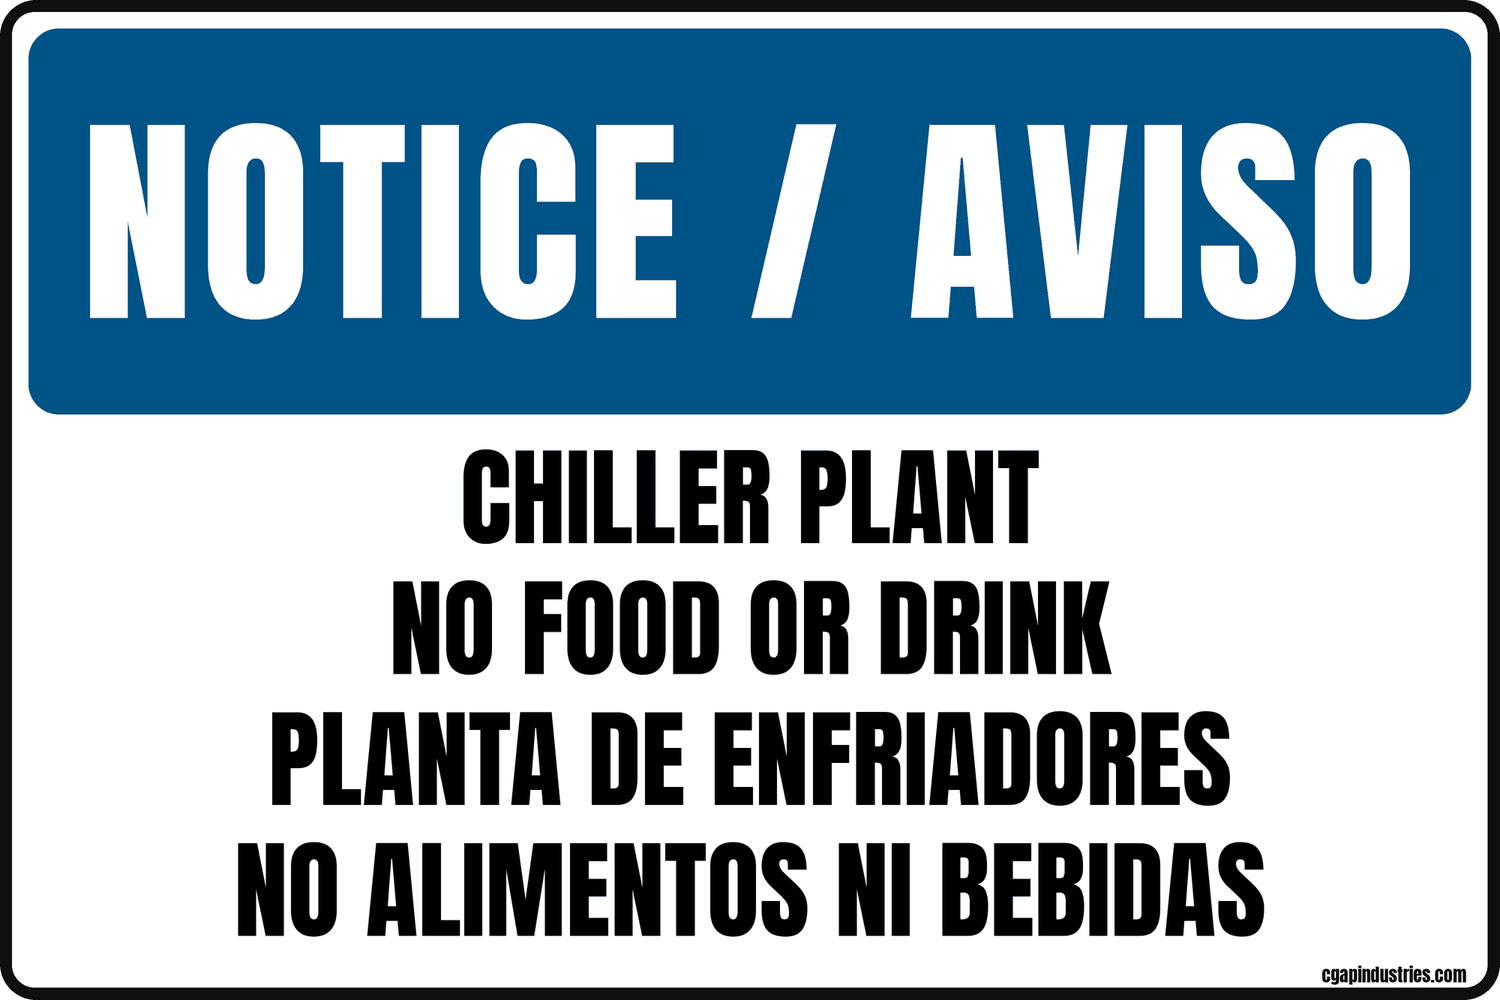 NOTICE / AVISO
CHILLER PLANT
NO FOOD OR DRINK
PLANTA DE ENFRIADORES
NO ALIMENTOS NI BEBIDAS
cgapindustries.com